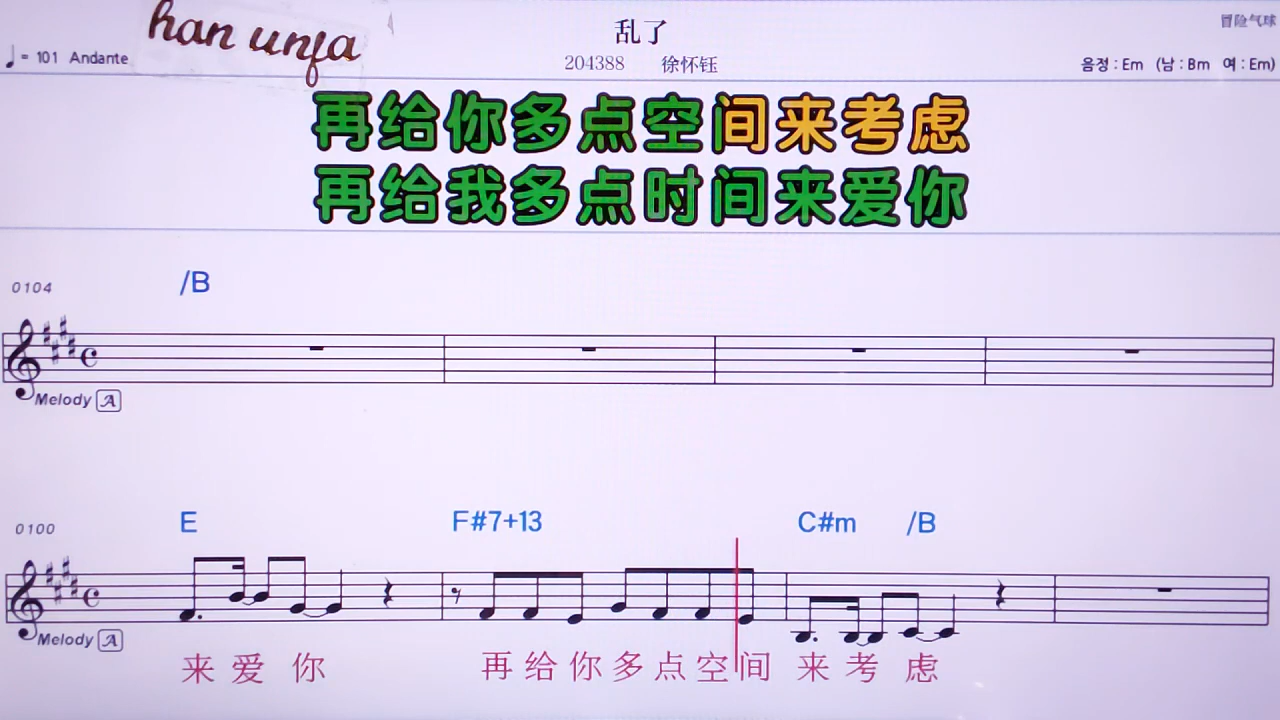 han unfa
乱了
冒险气球
♩= 101 Andante
204388 徐怀钰
음정 : Em (남 : Bm 여 : Em)
再给你多点空间来考虑
再给我多点时间来爱你
0104
/B
Melody A
0100
E F#7+13 C#m /B
Melody A
来爱你 再给你多点空间 来考虑